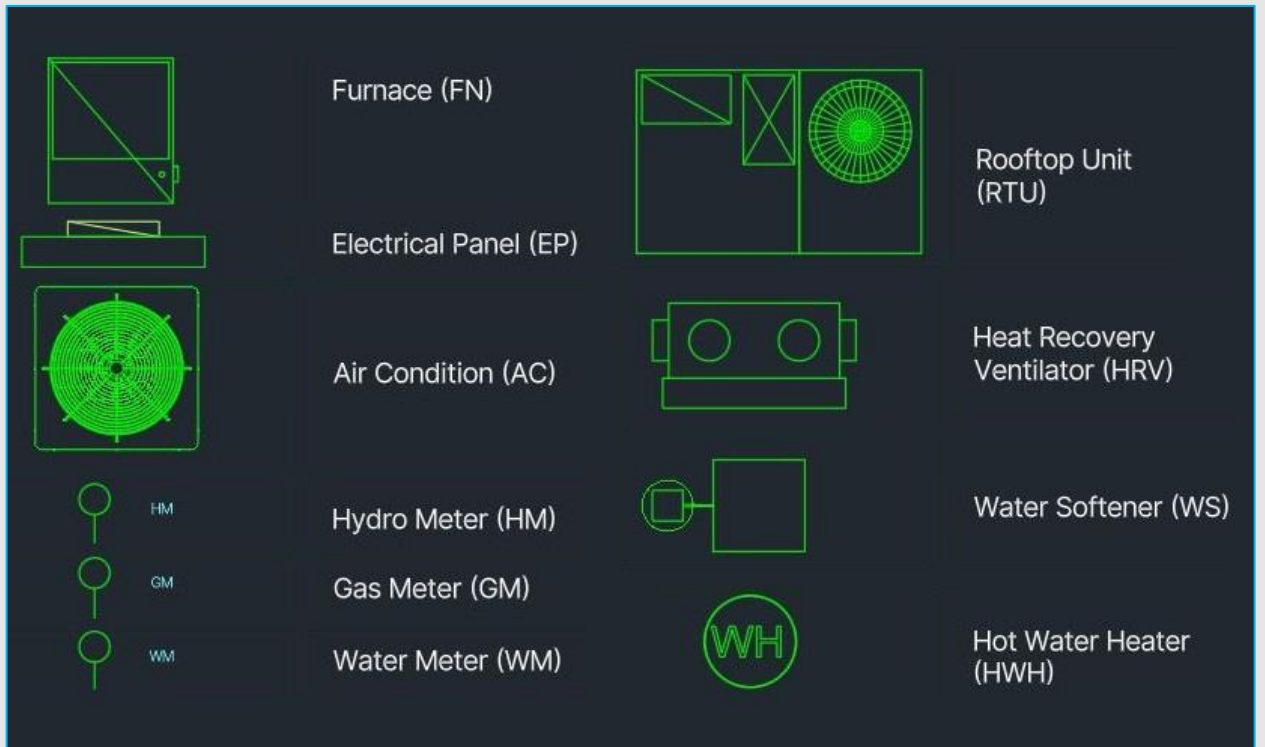 Furnace (FN)
Electrical Panel (EP)
Air Condition (AC)
HM
Hydro Meter (HM)
GM
Gas Meter (GM)
WM
Water Meter (WM)
Rooftop Unit
(RTU)
Heat Recovery
Ventilator (HRV)
Water Softener (WS)
WH
Hot Water Heater
(HWH)